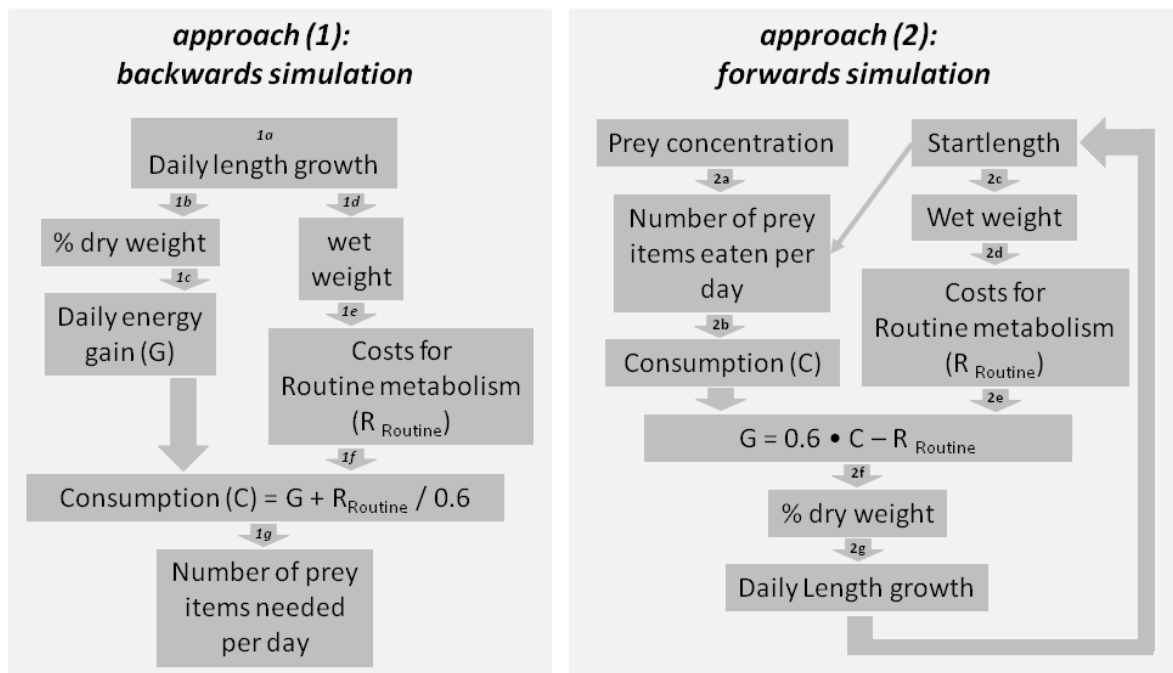 approach (1):
backwards simulation
1a
Daily length growth
1b
1d
% dry weight
wet
weight
1c
1e
Daily energy
gain (G)
Costs for
Routine metabolism
(R Routine)
1f
Consumption (C) = G + RRoutine / 0.6
1g
Number of prey
items needed
per day
approach (2):
forwards simulation
Prey concentration
Startlength
2a
2c
Number of prey
items eaten per
day
Wet weight
2d
2b
Costs for
Routine metabolism
(R Routine)
Consumption (C)
2e
G = 0.6 • C – R Routine
2f
% dry weight
2g
Daily Length growth